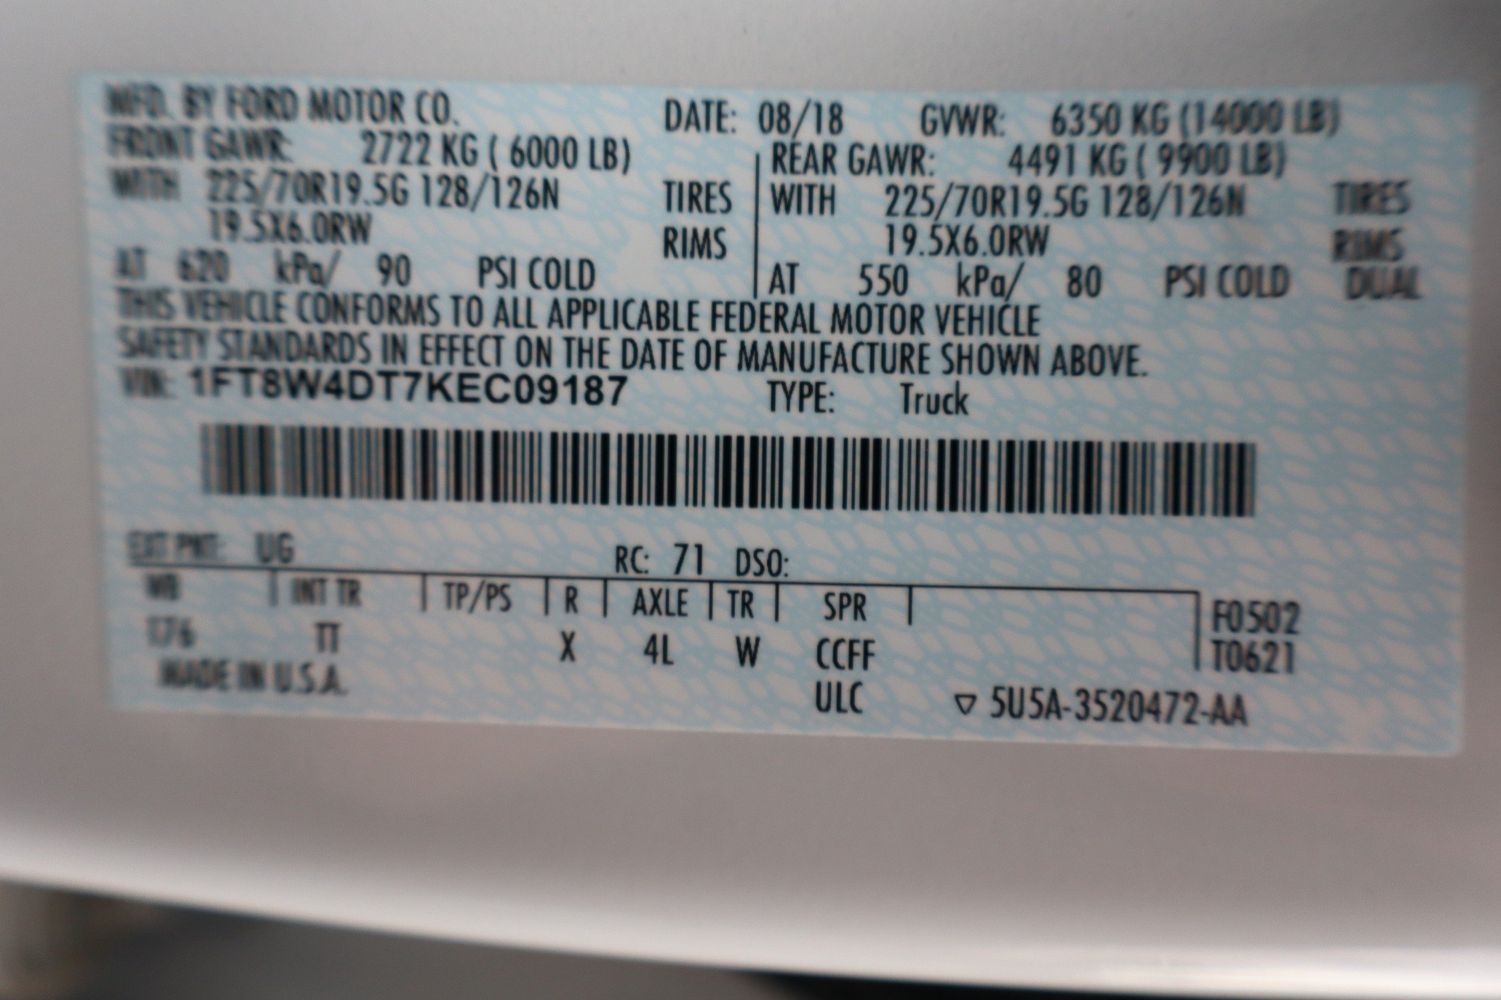 MFD. BY FORD MOTOR CO. DATE: 08/18 GVWR: 6350 KG (14000 LB)
FRONT GAWR: 2722 KG ( 6000 LB) REAR GAWR: 4491 KG ( 9900 LB)
WITH 225/70R19.5G 128/126N TIRES WITH 225/70R19.5G 128/126N TIRES
19.5X6.0RW RIMS 19.5X6.0RW RIMS
AT 620 kPa/ 90 PSI COLD AT 550 kPa/ 80 PSI COLD DUAL
THIS VEHICLE CONFORMS TO ALL APPLICABLE FEDERAL MOTOR VEHICLE
SAFETY STANDARDS IN EFFECT ON THE DATE OF MANUFACTURE SHOWN ABOVE.
VIN: 1FT8W4DT7KEC09187 TYPE: Truck
EXT PNT: UG RC: 71 DSO:
WB INT TR TP/PS R AXLE TR SPR F0502
176 TT X 4L W CCFF T0621
MADE IN U.S.A. ULC ▽ 5U5A-3520472-AA